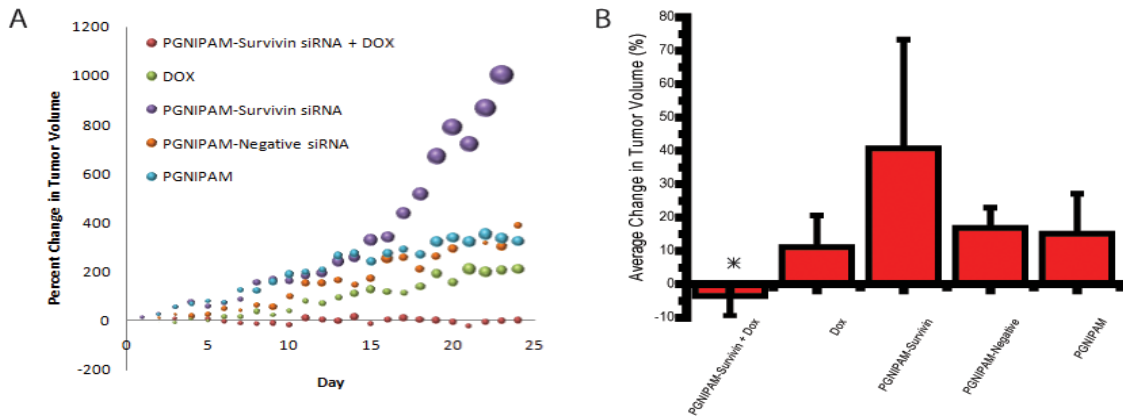 A
1200
1000
800
600
400
200
0
-200
Percent Change in Tumor Volume
PGNIPAM-Survivin siRNA + DOX
DOX
PGNIPAM-Survivin siRNA
PGNIPAM-Negative siRNA
PGNIPAM
0 5 10 15 20 25
Day
B
80
70
60
50
40
30
20
10
0
-10
Average Change in Tumor Volume (%)
*
PGNIPAM-Survivin + Dox
Dox
PGNIPAM-Survivin
PGNIPAM-Negative
PGNIPAM